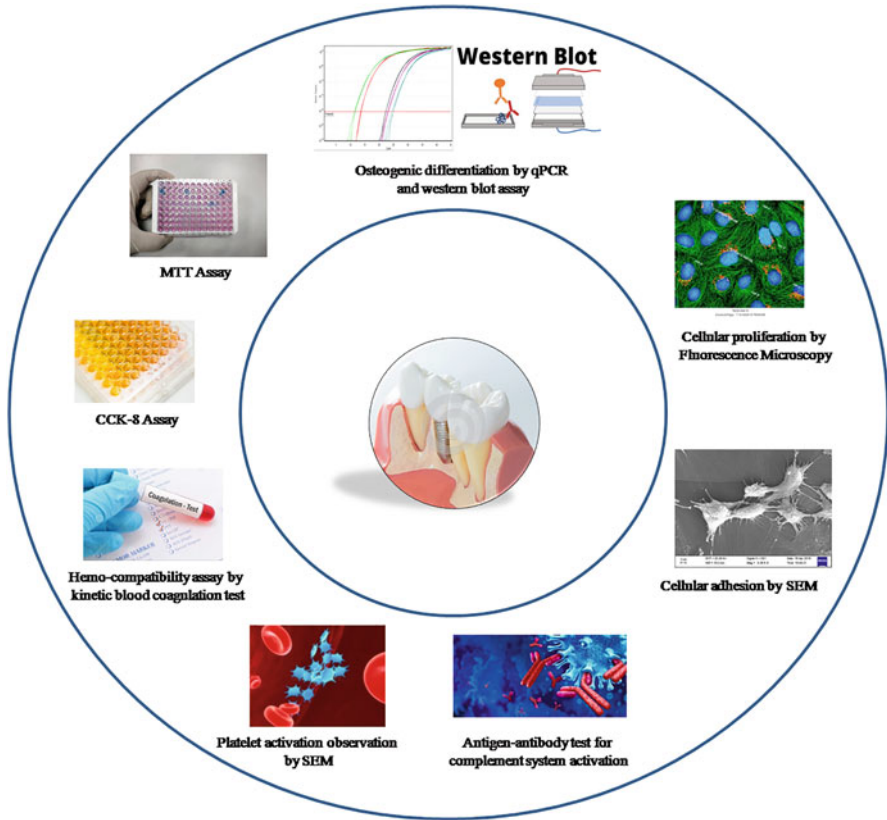 Western Blot
Osteogenic differentiation by qPCR
and western blot assay
MTT Assay
Cellular proliferation by
Fluorescence Microscopy
CCK-8 Assay
Coagulation - Test
Hemo-compatibility assay by
kinetic blood coagulation test
Cellular adhesion by SEM
Platelet activation observation
by SEM
Antigen-antibody test for
complement system activation